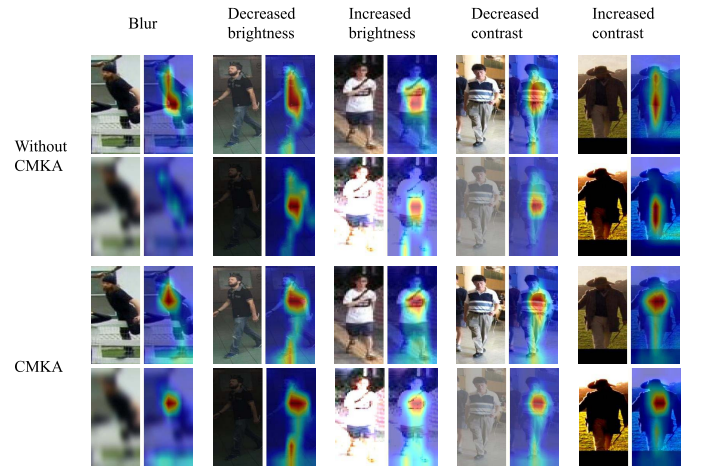 Blur
Decreased
brightness
Increased
brightness
Decreased
contrast
Increased
contrast
Without
CMKA
CMKA